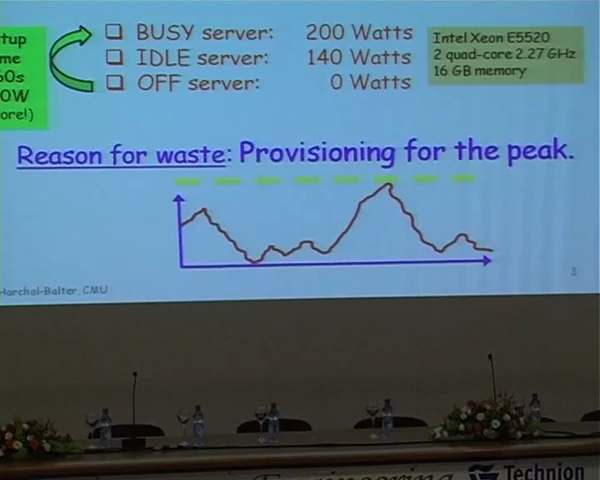 tup
me
60s
0W
ore!)
❑ BUSY server: 200 Watts
❑ IDLE server: 140 Watts
❑ OFF server: 0 Watts
Intel Xeon E5520
2 quad-core 2.27 GHz
16 GB memory
Reason for waste: Provisioning for the peak.
3
Harchol-Balter, CMU
Engineering
Technion